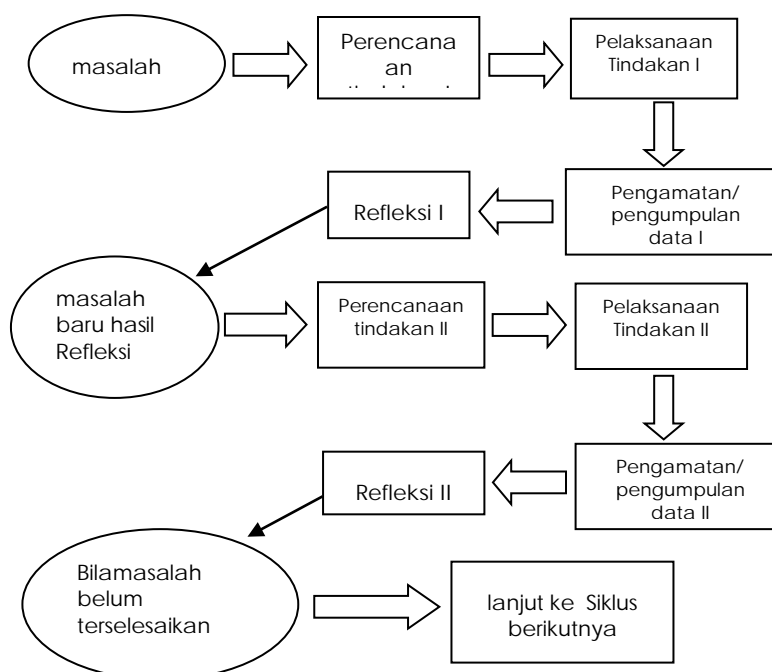 masalah
Perencana
an
Pelaksanaan
Tindakan I
Pengamatan/
pengumpulan
data I
Refleksi I
masalah
baru hasil
Refleksi
Perencanaan
tindakan II
Pelaksanaan
Tindakan II
Pengamatan/
pengumpulan
data II
Refleksi II
Bilamasalah
belum
terselesaikan
lanjut ke Siklus
berikutnya